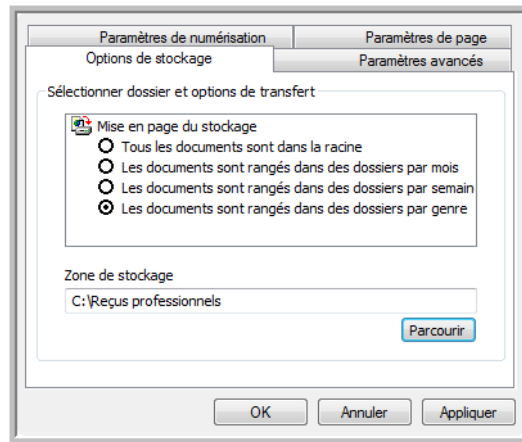 Paramètres de numérisation
Paramètres de page
Options de stockage
Paramètres avancés
Sélectionner dossier et options de transfert
Mise en page du stockage
Tous les documents sont dans la racine
Les documents sont rangés dans des dossiers par mois
Les documents sont rangés dans des dossiers par semain
Les documents sont rangés dans des dossiers par genre
Zone de stockage
C:\Reçus professionnels
Parcourir
OK
Annuler
Appliquer